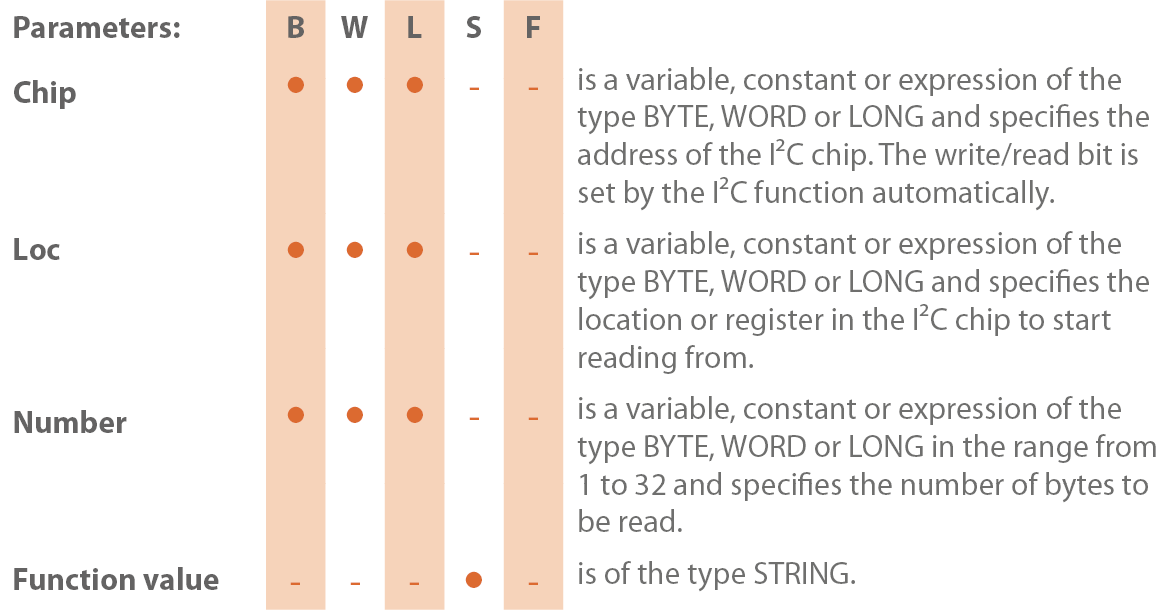 Parameters: B W L S F
Chip ● ● ● - - is a variable, constant or expression of the
type BYTE, WORD or LONG and specifies the
address of the I²C chip. The write/read bit is
set by the I²C function automatically.
Loc ● ● ● - - is a variable, constant or expression of the
type BYTE, WORD or LONG and specifies the
location or register in the I²C chip to start
reading from.
Number ● ● ● - - is a variable, constant or expression of the
type BYTE, WORD or LONG in the range from
1 to 32 and specifies the number of bytes to
be read.
Function value - - - ● - is of the type STRING.